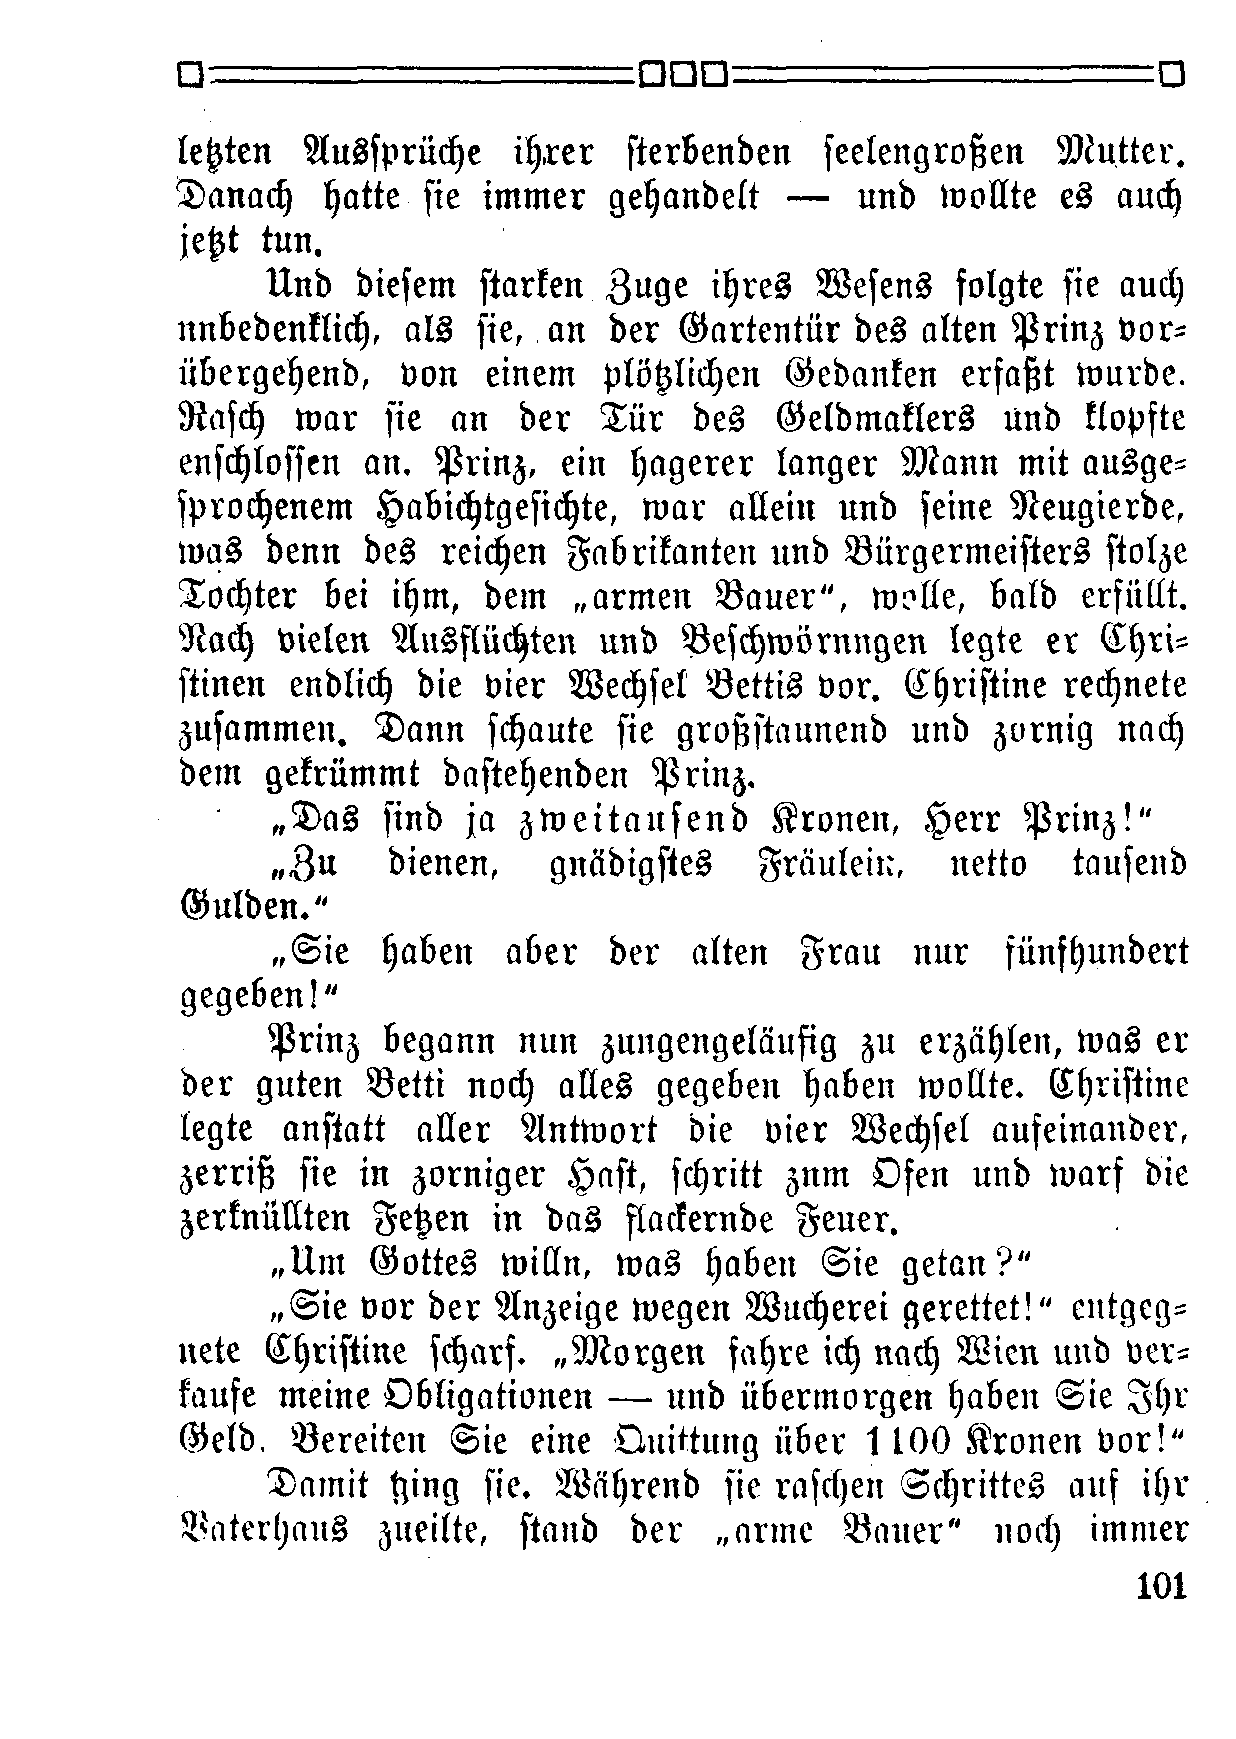 letzten Ausſprüche ihrer ſterbenden ſeelengroßen Mutter.
Danach hatte ſie immer gehandelt — und wollte es auch
jetzt tun.
Und dieſem ſtarken Zuge ihres Weſens folgte ſie auch
unbedenklich, als ſie, an der Gartentür des alten Prinz vor⸗
übergehend, von einem plötzlichen Gedanken erfaßt wurde.
Raſch war ſie an der Tür des Geldmaklers und klopfte
enſchloſſen an. Prinz, ein hagerer langer Mann mit ausge⸗
ſprochenem Habichtgeſichte, war allein und ſeine Neugierde,
was denn des reichen Fabrikanten und Bürgermeiſters ſtolze
Tochter bei ihm, dem „armen Bauer“, wolle, bald erfüllt.
Nach vielen Ausflüchten und Beſchwörnngen legte er Chri⸗
ſtinen endlich die vier Wechſel Bettis vor. Chriſtine rechnete
zuſammen. Dann ſchaute ſie großſtaunend und zornig nach
dem gekrümmt daſtehenden Prinz.
„Das ſind ja zweitauſend Kronen, Herr Prinz!“
„Zu dienen, gnädigſtes Fräulein, netto tauſend
Gulden.“
„Sie haben aber der alten Frau nur fünfhundert
gegeben!“
Prinz begann nun zungengeläufig zu erzählen, was er
der guten Betti noch alles gegeben haben wollte. Chriſtine
legte anſtatt aller Antwort die vier Wechſel aufeinander,
zerriß ſie in zorniger Haſt, ſchritt znm Ofen und warf die
zerknüllten Fetzen in das flackernde Feuer.
„Um Gottes willn, was haben Sie getan?“
„Sie vor der Anzeige wegen Wucherei gerettet!“ entgeg⸗
nete Chriſtine ſcharf. „Morgen fahre ich nach Wien und ver⸗
kaufe meine Obligationen — und übermorgen haben Sie Ihr
Geld. Bereiten Sie eine Quittung über 1100 Kronen vor!“
Damit ging ſie. Während ſie raſchen Schrittes auf ihr
Vaterhaus zueilte, ſtand der „arme Bauer“ noch immer
101